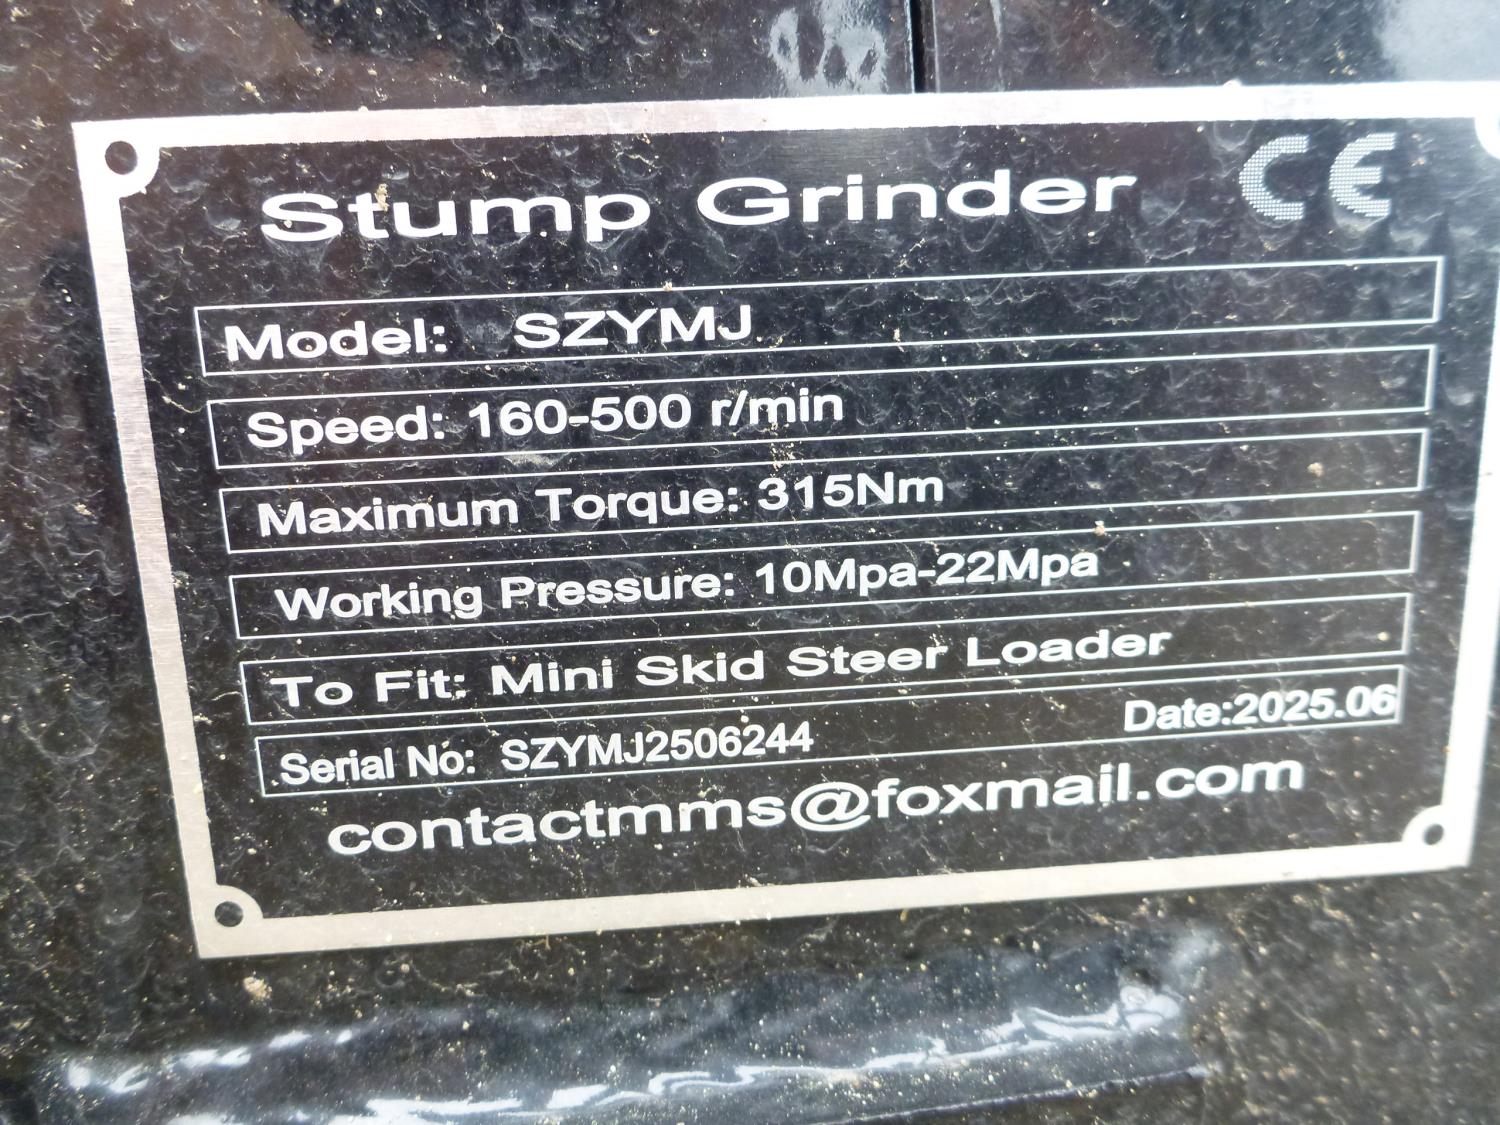 Stump Grinder CE
Model: SZYMJ
Speed: 160-500 r/min
Maximum Torque: 315Nm
Working Pressure: 10Mpa-22Mpa
To Fit: Mini Skid Steer Loader
Serial No: SZYMJ2506244 Date:2025.06
contactmms@foxmail.com